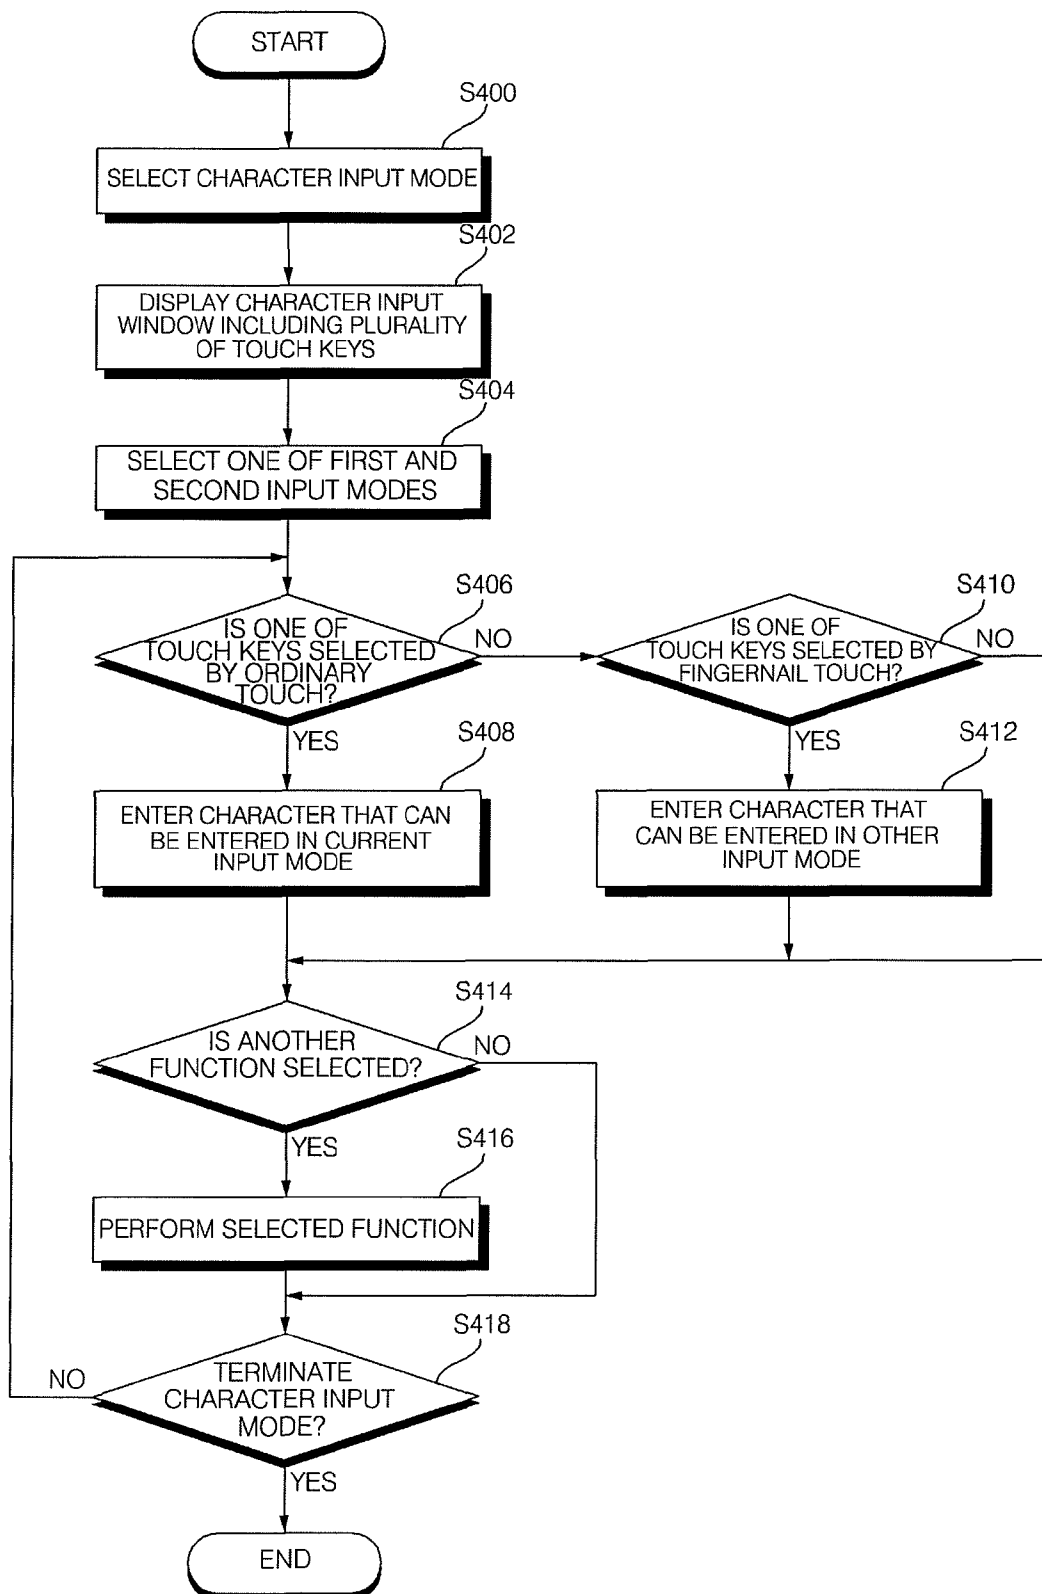 START
S400
SELECT CHARACTER INPUT MODE
S402
DISPLAY CHARACTER INPUT
WINDOW INCLUDING PLURALITY
OF TOUCH KEYS
S404
SELECT ONE OF FIRST AND
SECOND INPUT MODES
S406
IS ONE OF
TOUCH KEYS SELECTED
BY ORDINARY
TOUCH?
NO
YES
S410
IS ONE OF
TOUCH KEYS SELECTED BY
FINGERNAIL TOUCH?
NO
YES
S408
ENTER CHARACTER THAT CAN
BE ENTERED IN CURRENT
INPUT MODE
S412
ENTER CHARACTER THAT
CAN BE ENTERED IN OTHER
INPUT MODE
S414
IS ANOTHER
FUNCTION SELECTED?
NO
YES
S416
PERFORM SELECTED FUNCTION
S418
TERMINATE
CHARACTER INPUT
MODE?
NO
YES
END